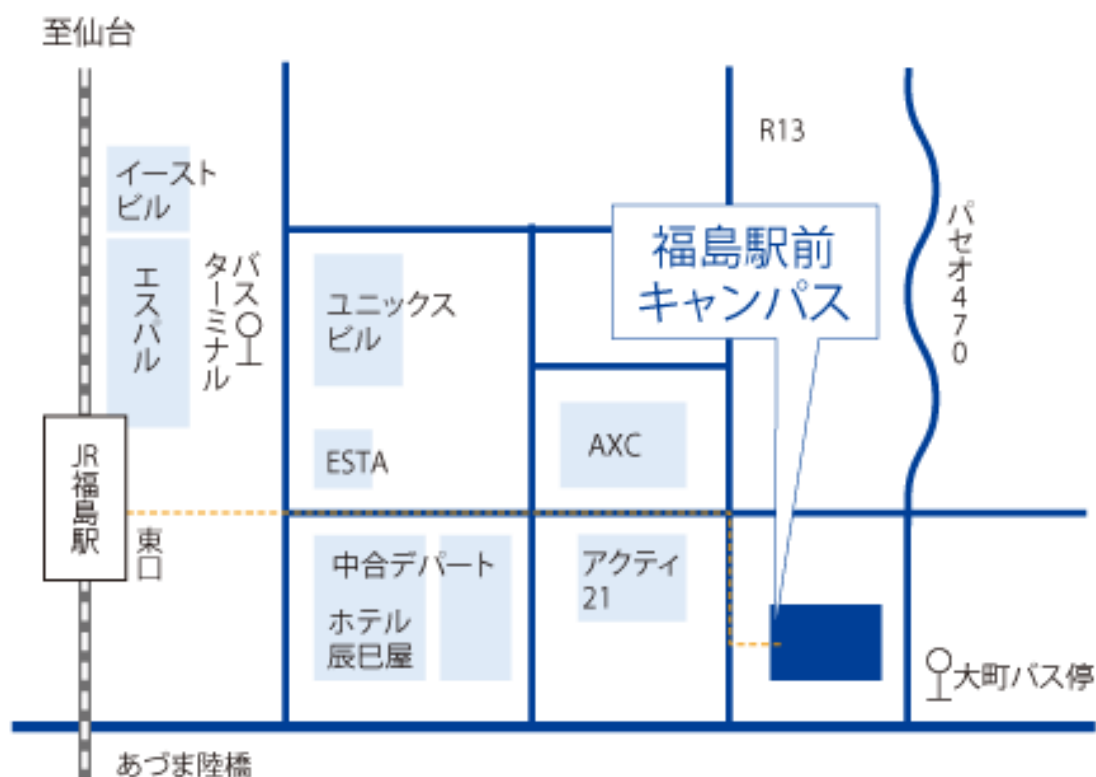 至仙台
R13
イースト
ビル
エスパル
バス
ターミナル
ユニックス
ビル
福島駅前
キャンパス
パセオ470
JR福島駅
東口
ESTA
AXC
中合デパート
ホテル
辰巳屋
アクティ
21
大町バス停
あづま陸橋